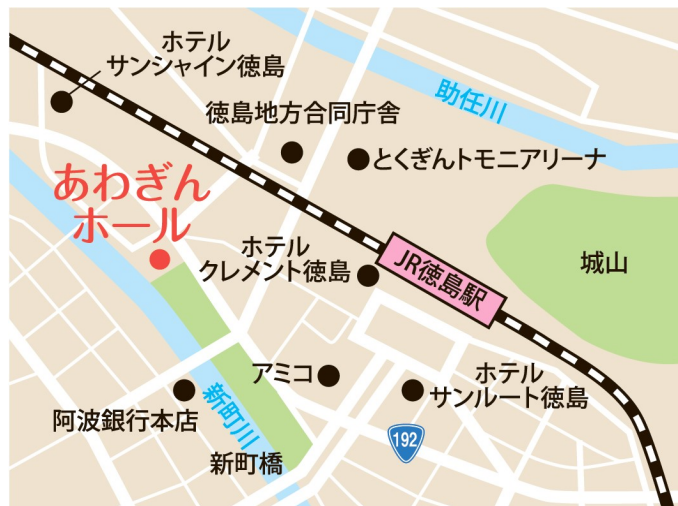 ホテル
サンシャイン徳島
助任川
徳島地方合同庁舎
とくぎんトモニアリーナ
あわぎん
ホール
ホテル
クレメント徳島
JR徳島駅
城山
アミコ
ホテル
サンルート徳島
阿波銀行本店
新町川
192
新町橋